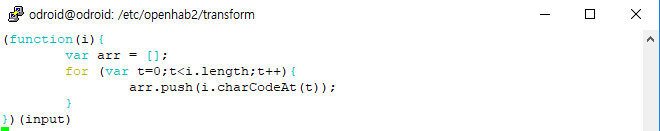 odroid@odroid: /etc/openhab2/transform
(function(i){
        var arr = [];
        for (var t=0;t<i.length;t++){
                arr.push(i.charCodeAt(t));
        }
})(input)